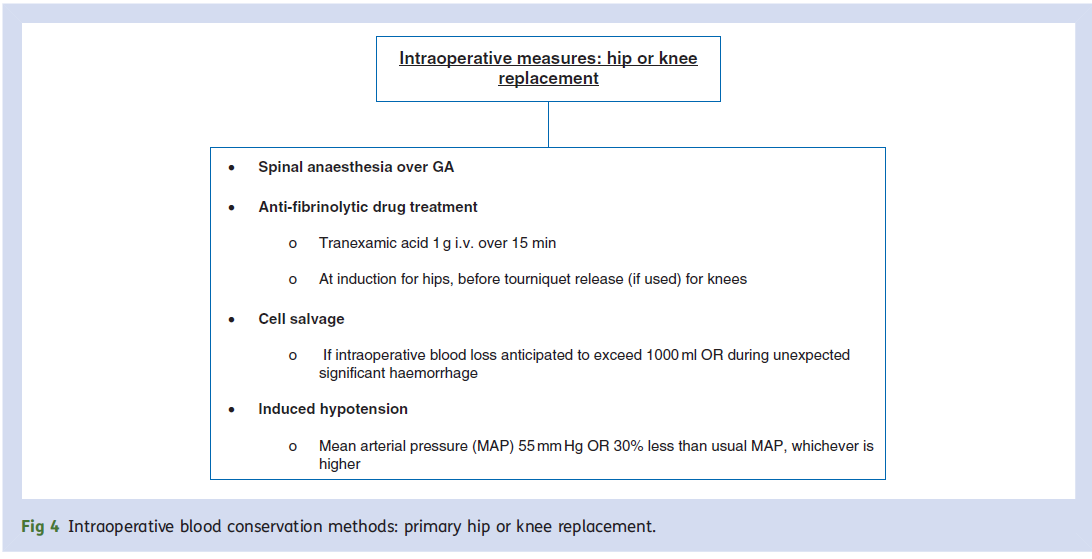 Intraoperative measures: hip or knee
replacement
• Spinal anaesthesia over GA
• Anti-fibrinolytic drug treatment
o Tranexamic acid 1 g i.v. over 15 min
o At induction for hips, before tourniquet release (if used) for knees
• Cell salvage
o If intraoperative blood loss anticipated to exceed 1000 ml OR during unexpected
significant haemorrhage
• Induced hypotension
o Mean arterial pressure (MAP) 55 mm Hg OR 30% less than usual MAP, whichever is
higher
Fig 4 Intraoperative blood conservation methods: primary hip or knee replacement.